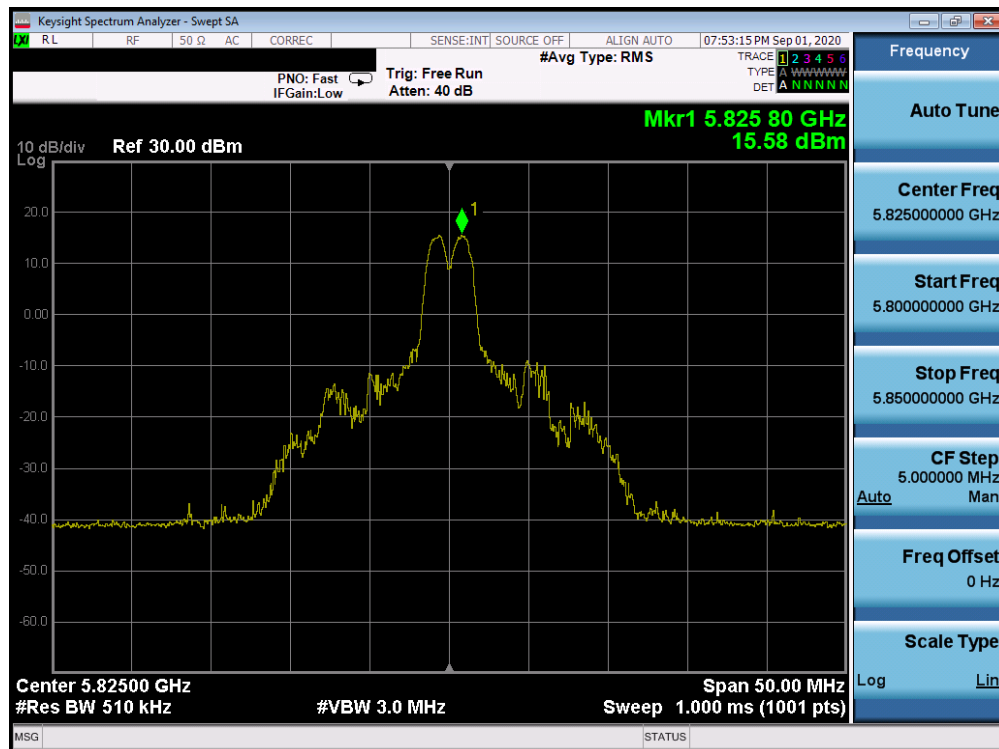 Keysight Spectrum Analyzer - Swept SA
LXI RL RF 50 Ω AC CORREC SENSE:INT SOURCE OFF ALIGN AUTO 07:53:15 PM Sep 01, 2020
PNO: Fast
IFGain:Low
Trig: Free Run
Atten: 40 dB
#Avg Type: RMS
TRACE 1 2 3 4 5 6
TYPE A WWWWW
DET A N N N N N
Mkr1 5.825 80 GHz
15.58 dBm
10 dB/div Ref 30.00 dBm
Log
1
20.0
10.0
0.00
-10.0
-20.0
-30.0
-40.0
-50.0
-60.0
Center 5.82500 GHz Span 50.00 MHz
#Res BW 510 kHz #VBW 3.0 MHz Sweep 1.000 ms (1001 pts)
MSG STATUS
Frequency
Auto Tune
Center Freq
5.825000000 GHz
Start Freq
5.800000000 GHz
Stop Freq
5.850000000 GHz
CF Step
5.000000 MHz
Auto Man
Freq Offset
0 Hz
Scale Type
Log Lin